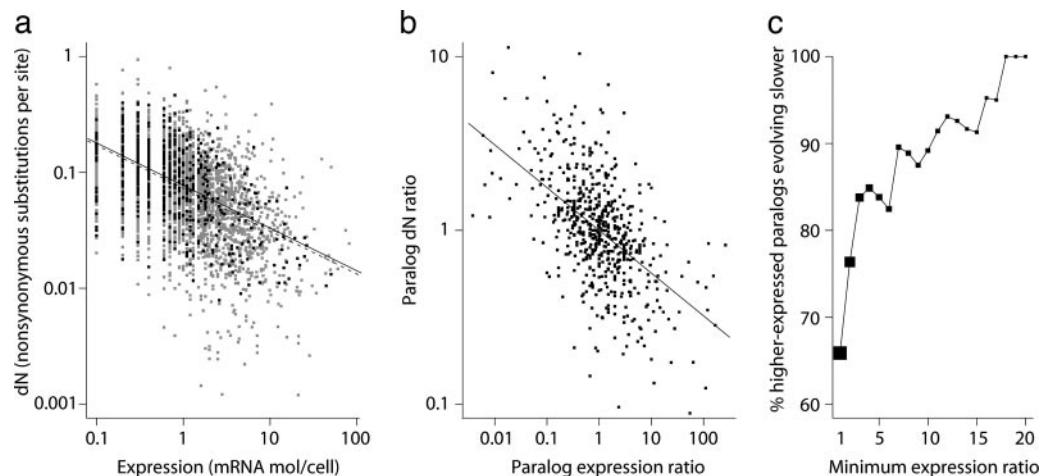 a
dN (nonsynonymous substitutions per site)
1
0.1
0.01
0.001
0.1
1
10
100
Expression (mRNA mol/cell)
b
Paralog dN ratio
10
1
0.1
0.01
0.1
1
10
100
Paralog expression ratio
c
% higher-expressed paralogs evolving slower
100
90
80
70
60
1
5
10
15
20
Minimum expression ratio